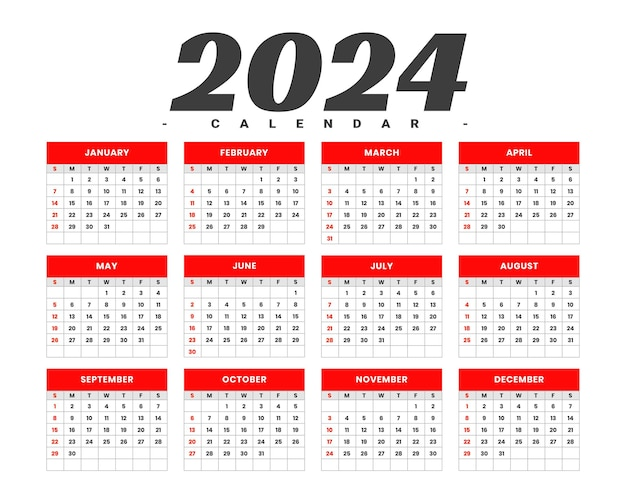 2024
- CALENDAR -
JANUARY
S M T W T F S
1 2 3 4 5 6
7 8 9 10 11 12 13
14 15 16 17 18 19 20
21 22 23 24 25 26 27
28 29 30 31
FEBRUARY
S M T W T F S
1 2 3
4 5 6 7 8 9 10
11 12 13 14 15 16 17
18 19 20 21 22 23 24
25 26 27 28 29
MARCH
S M T W T F S
1 2
3 4 5 6 7 8 9
10 11 12 13 14 15 16
17 18 19 20 21 22 23
24 25 26 27 28 29 30
31
APRIL
S M T W T F S
1 2 3 4 5 6
7 8 9 10 11 12 13
14 15 16 17 18 19 20
21 22 23 24 25 26 27
28 29 30
MAY
S M T W T F S
1 2 3 4
5 6 7 8 9 10 11
12 13 14 15 16 17 18
19 20 21 22 23 24 25
26 27 28 29 30 31
JUNE
S M T W T F S
1
2 3 4 5 6 7 8
9 10 11 12 13 14 15
16 17 18 19 20 21 22
23 24 25 26 27 28 29
30
JULY
S M T W T F S
1 2 3 4 5 6
7 8 9 10 11 12 13
14 15 16 17 18 19 20
21 22 23 24 25 26 27
28 29 30 31
AUGUST
S M T W T F S
1 2 3
4 5 6 7 8 9 10
11 12 13 14 15 16 17
18 19 20 21 22 23 24
25 26 27 28 29 30 31
SEPTEMBER
S M T W T F S
1 2 3 4 5 6 7
8 9 10 11 12 13 14
15 16 17 18 19 20 21
22 23 24 25 26 27 28
29 30
OCTOBER
S M T W T F S
1 2 3 4 5
6 7 8 9 10 11 12
13 14 15 16 17 18 19
20 21 22 23 24 25 26
27 28 29 30 31
NOVEMBER
S M T W T F S
1 2
3 4 5 6 7 8 9
10 11 12 13 14 15 16
17 18 19 20 21 22 23
24 25 26 27 28 29 30
DECEMBER
S M T W T F S
1 2 3 4 5 6 7
8 9 10 11 12 13 14
15 16 17 18 19 20 21
22 23 24 25 26 27 28
29 30 31